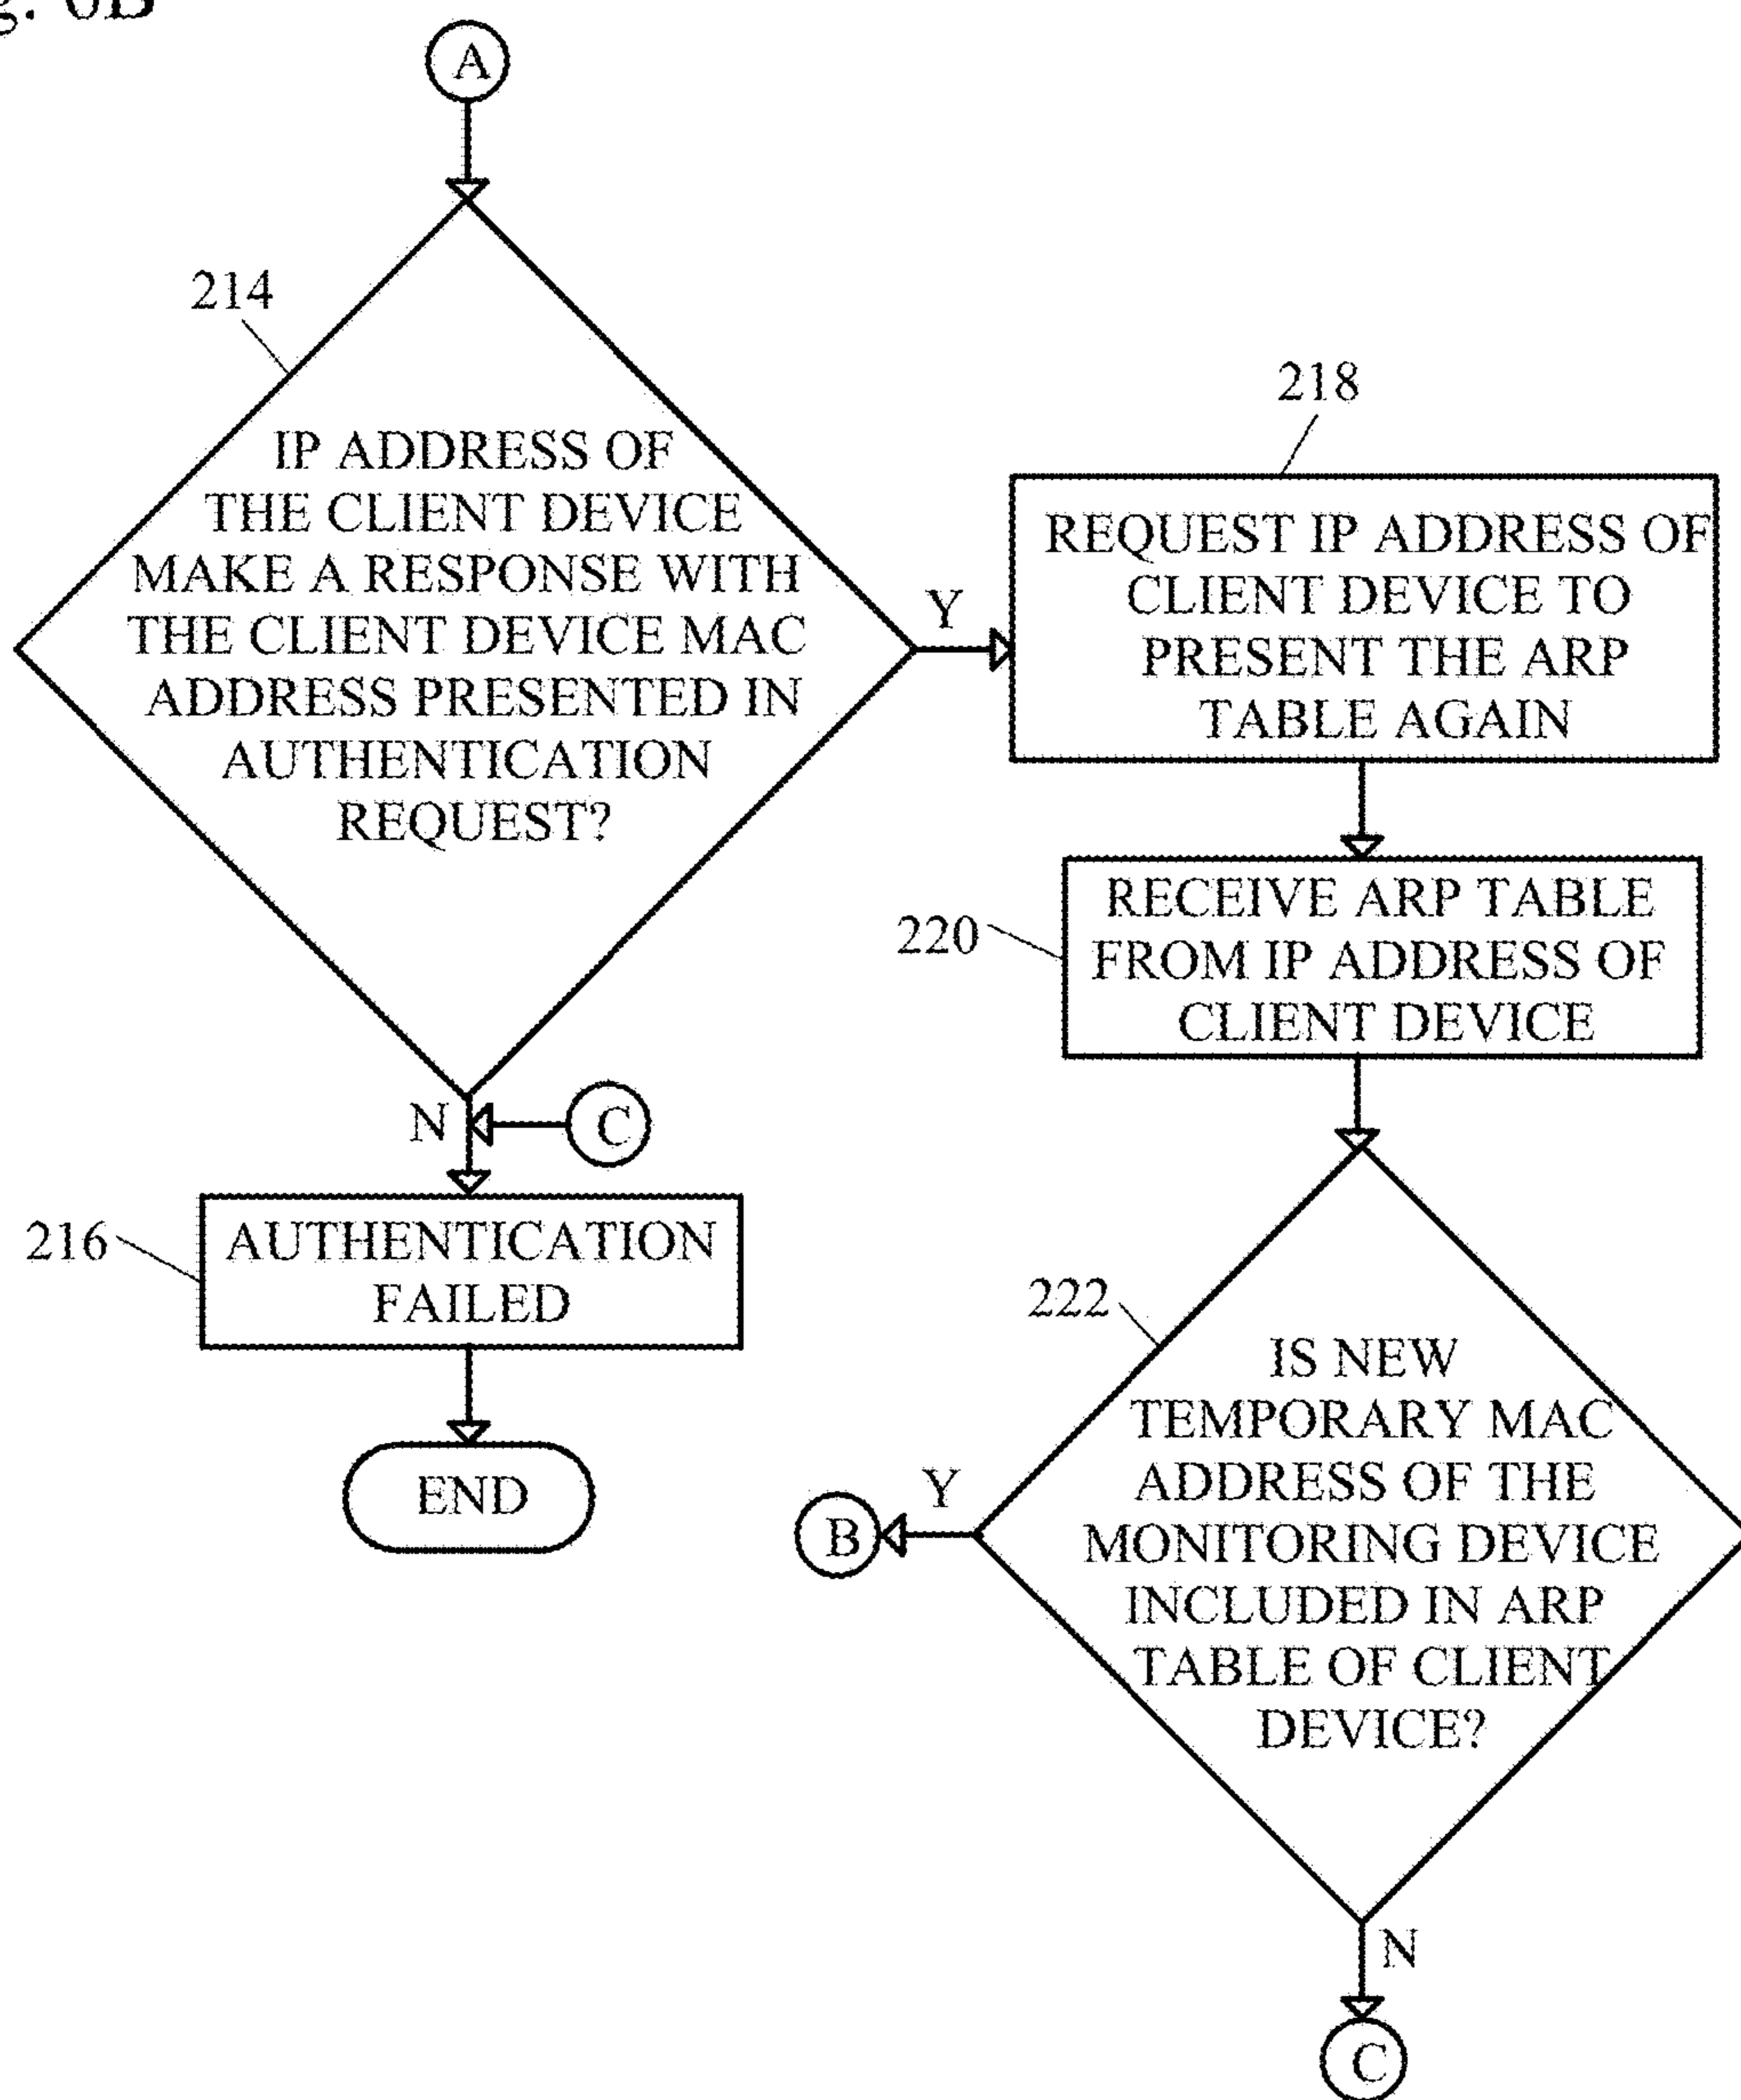 A
214
IP ADDRESS OF
THE CLIENT DEVICE
MAKE A RESPONSE WITH
THE CLIENT DEVICE MAC
ADDRESS PRESENTED IN
AUTHENTICATION
REQUEST?
Y
218
REQUEST IP ADDRESS OF
CLIENT DEVICE TO
PRESENT THE ARP
TABLE AGAIN
220
RECEIVE ARP TABLE
FROM IP ADDRESS OF
CLIENT DEVICE
N
C
216
AUTHENTICATION
FAILED
END
222
IS NEW
TEMPORARY MAC
ADDRESS OF THE
MONITORING DEVICE
INCLUDED IN ARP
TABLE OF CLIENT
DEVICE?
Y
B
N
C